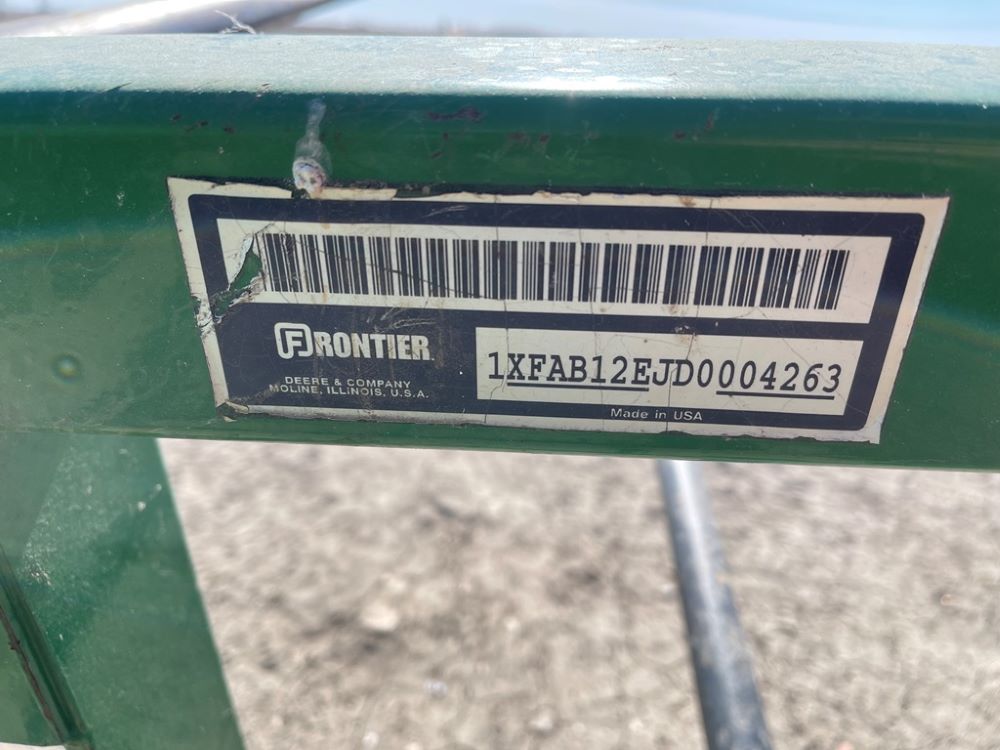 FRONTIER
DEERE & COMPANY
MOLINE, ILLINOIS, U.S.A.
1XFAB12EJD0004263
Made in USA